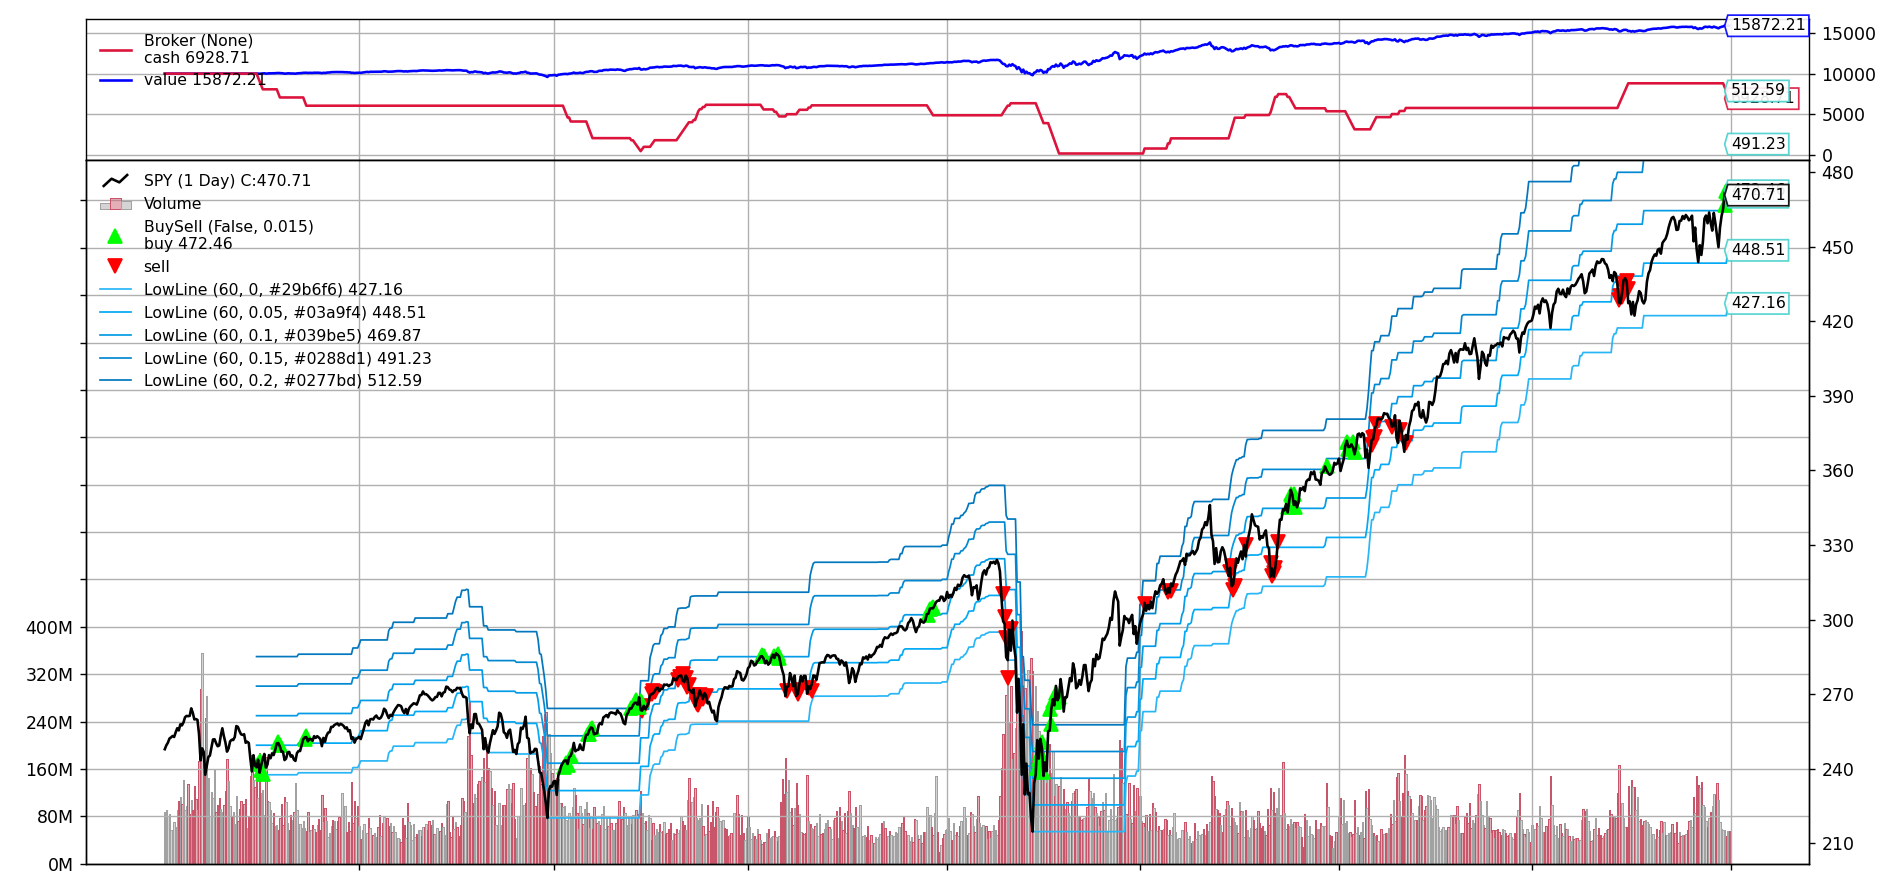 Broker (None)
cash 6928.71
value 15872.21
15872.21
15000
10000
512.59
5000
491.23
0
SPY (1 Day) C:470.71
Volume
BuySell (False, 0.015)
buy 472.46
sell
LowLine (60, 0, #29b6f6) 427.16
LowLine (60, 0.05, #03a9f4) 448.51
LowLine (60, 0.1, #039be5) 469.87
LowLine (60, 0.15, #0288d1) 491.23
LowLine (60, 0.2, #0277bd) 512.59
480
470.71
450
448.51
427.16
420
390
360
330
300
270
240
210
400M
320M
240M
160M
80M
0M